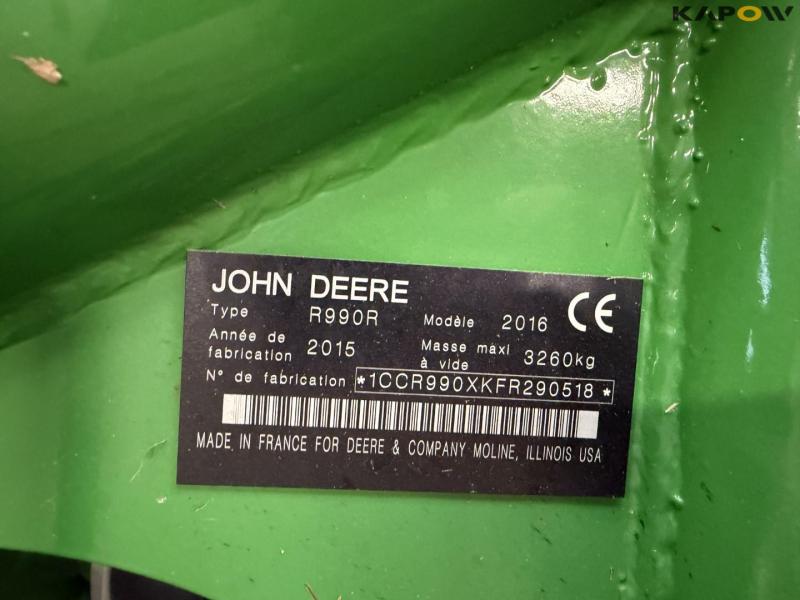 KAPOW
JOHN DEERE
Type R990R Modèle 2016 CE
Année de fabrication 2015 Masse maxi à vide 3260kg
N° de fabrication *1CCR990XKFR290518*
MADE IN FRANCE FOR DEERE & COMPANY MOLINE, ILLINOIS USA